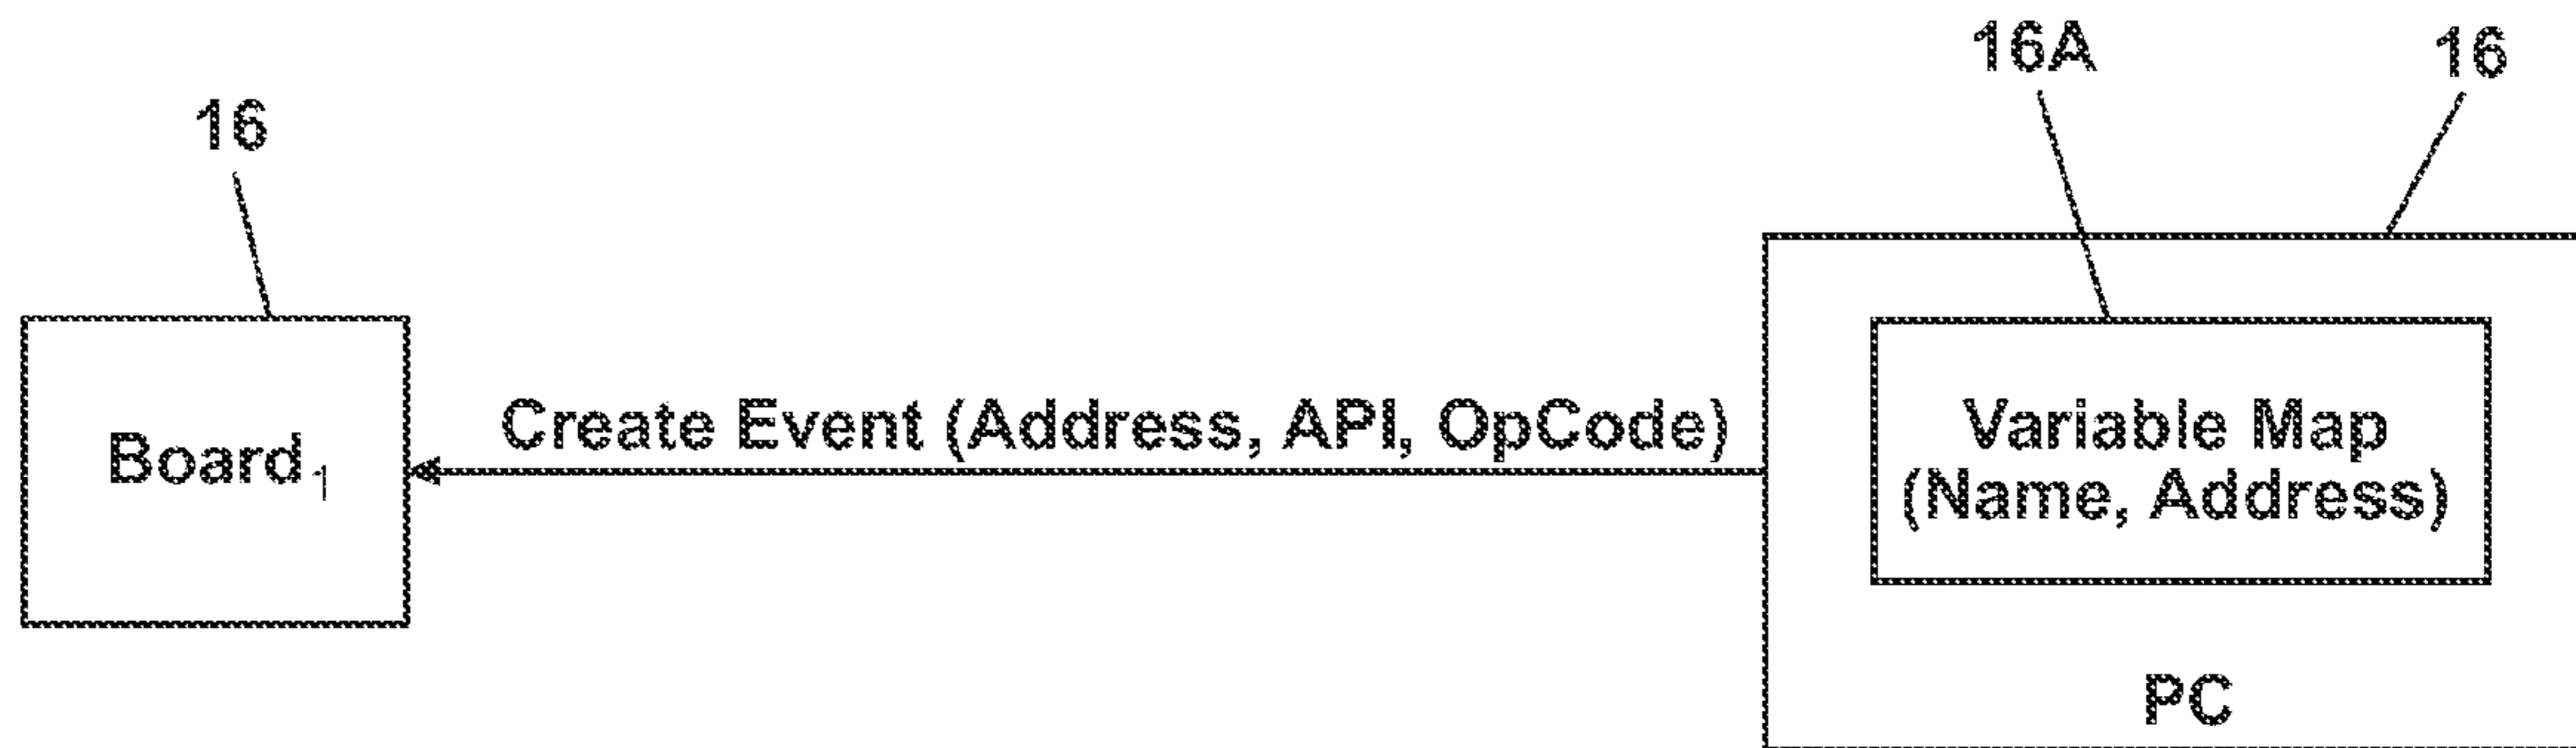 16A
16
16
Create Event (Address, API, OpCode)
Board1
Variable Map
(Name, Address)
PC